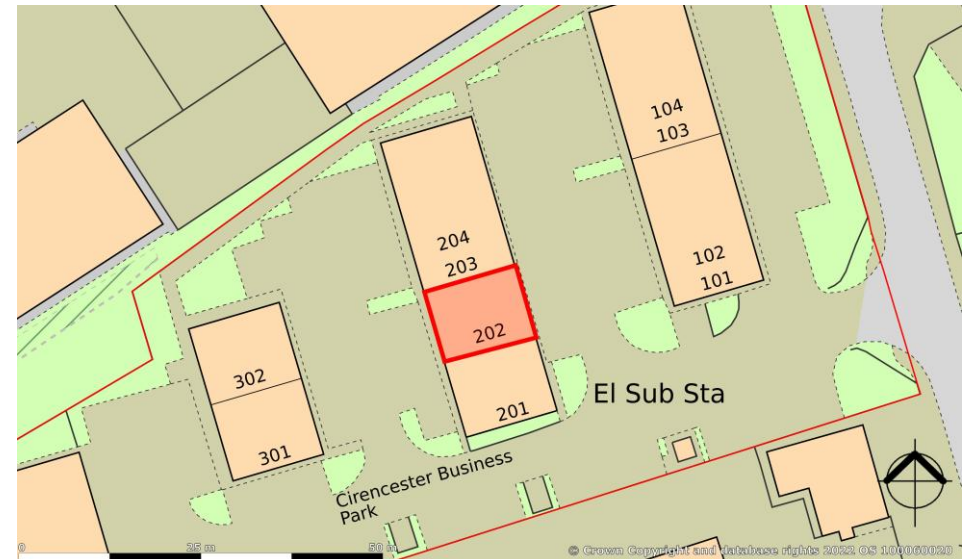 104
103
102
101
204
203
202
201
302
301
El Sub Sta
Cirencester Business
Park
0
25 m
50 m
© Crown Copyright and database rights 2022 OS 100060020